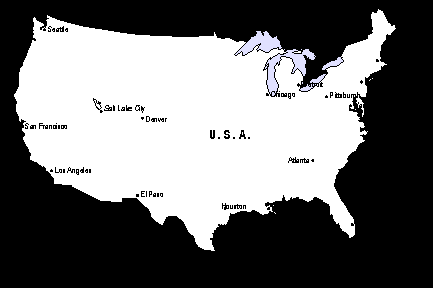 Seattle
Detroit
Chicago
Pittsburgh
Salt Lake City
Denver
San Francisco
U.S.A.
Atlanta
Los Angeles
El Paso
Houston